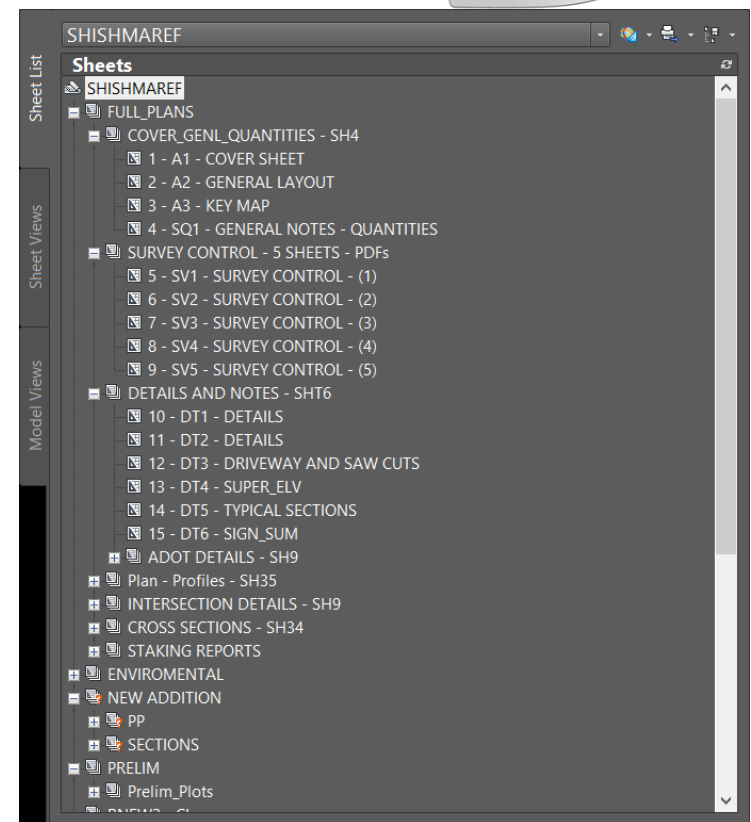 SHISHMAREF
Sheet List
Sheet Views
Model Views
Sheets
SHISHMAREF
FULL_PLANS
COVER_GENL_QUANTITIES - SH4
1 - A1 - COVER SHEET
2 - A2 - GENERAL LAYOUT
3 - A3 - KEY MAP
4 - SQ1 - GENERAL NOTES - QUANTITIES
SURVEY CONTROL - 5 SHEETS - PDFs
5 - SV1 - SURVEY CONTROL - (1)
6 - SV2 - SURVEY CONTROL - (2)
7 - SV3 - SURVEY CONTROL - (3)
8 - SV4 - SURVEY CONTROL - (4)
9 - SV5 - SURVEY CONTROL - (5)
DETAILS AND NOTES - SHT6
10 - DT1 - DETAILS
11 - DT2 - DETAILS
12 - DT3 - DRIVEWAY AND SAW CUTS
13 - DT4 - SUPER_ELV
14 - DT5 - TYPICAL SECTIONS
15 - DT6 - SIGN_SUM
ADOT DETAILS - SH9
Plan - Profiles - SH35
INTERSECTION DETAILS - SH9
CROSS SECTIONS - SH34
STAKING REPORTS
ENVIROMENTAL
NEW ADDITION
PP
SECTIONS
PRELIM
Prelim_Plots